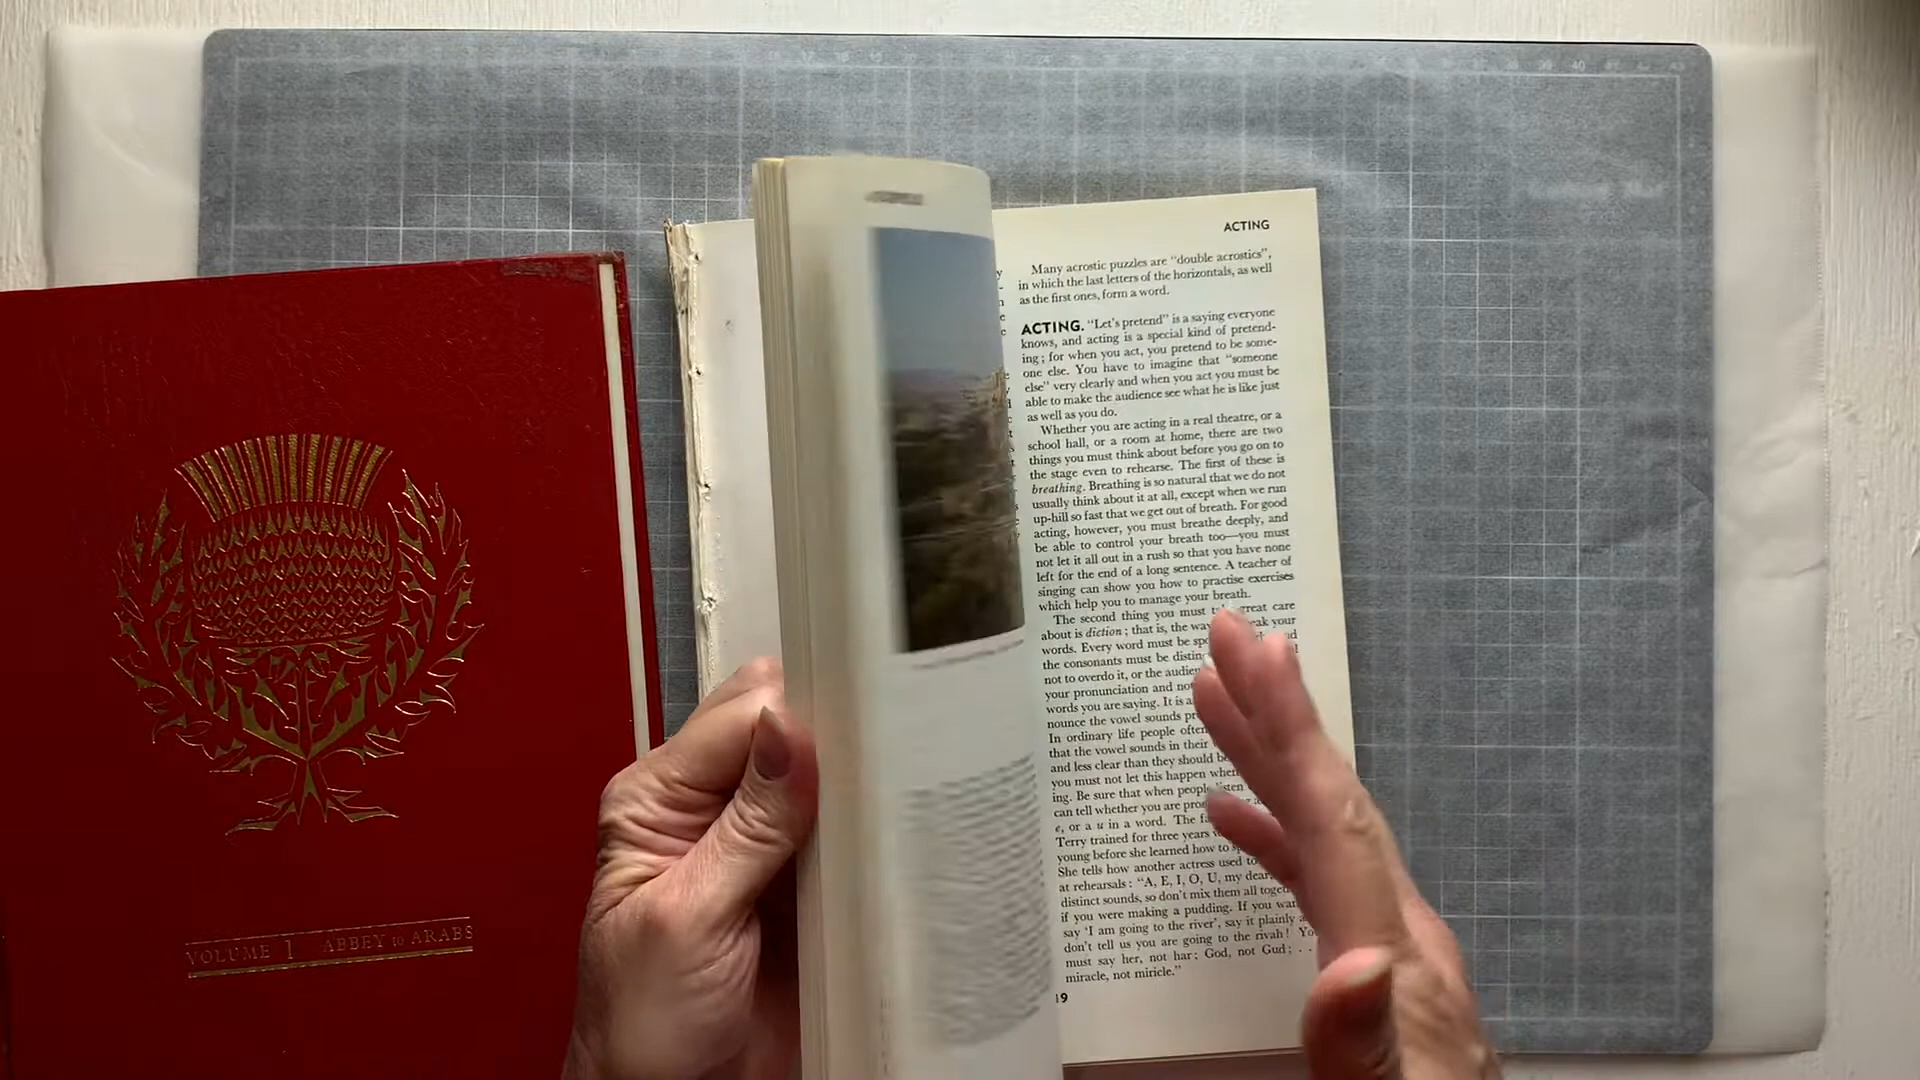 VOLUME 1 ABBEY to ARABS
ACTING
Many acrostic puzzles are "double acrostics",
in which the last letters of the horizontals, as well
as the first ones, form a word.
ACTING. "Let's pretend" is a saying everyone
knows, and acting is a special kind of pretend-
ing; for when you act, you pretend to be some-
one else. You have to imagine that "someone
else" very clearly and when you act you must be
able to make the audience see what he is like just
as well as you do.
Whether you are acting in a real theatre, or a
school hall, or a room at home, there are two
things you must think about before you go on to
the stage even to rehearse. The first of these is
breathing. Breathing is so natural that we do not
usually think about it at all, except when we run
up-hill so fast that we get out of breath. For good
acting, however, you must breathe deeply, and
be able to control your breath too—you must
not let it all out in a rush so that you have none
left for the end of a long sentence. A teacher of
singing can show you how to practise exercises
which help you to manage your breath.
The second thing you must great care
about is diction; that is, the way your
words. Every word must be
the consonants must be
not to overdo it, or the
your pronunciation and
words you are saying. It is
nounce the vowel sounds
In ordinary life people
that the vowel sounds in their
and less clear than they should
you must not let this happen
ing. Be sure that when people listen
can tell whether you are
e, or a u in a word. The
Terry trained for three years
young before she learned how to
She tells how another actress used to
at rehearsals: "A, E, I, O, U, my dear,
distinct sounds, so don't mix them all
if you were making a pudding. If you
say 'I am going to the river', say it plainly
don't tell us you are going to the rivah!
must say her, not har; God, not Gud; . .
miracle, not miricle."
19